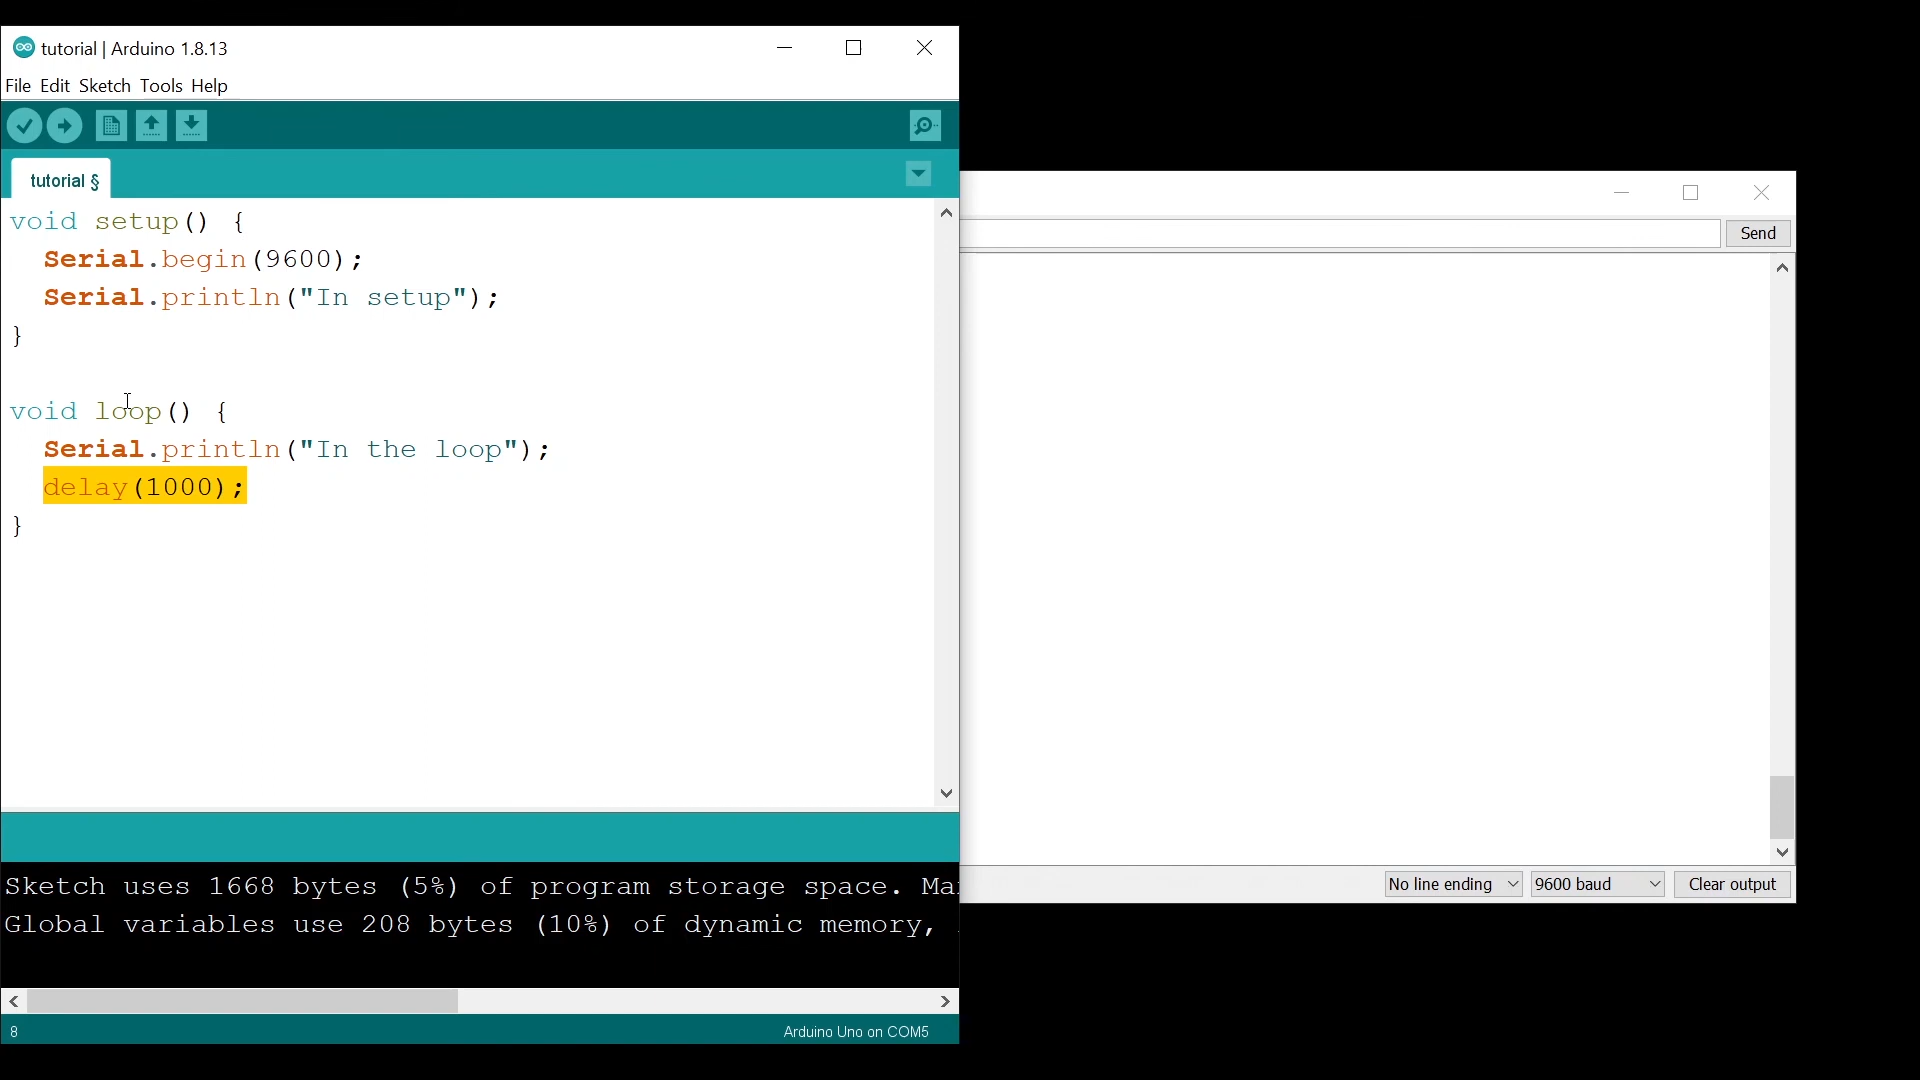 tutorial | Arduino 1.8.13
File Edit Sketch Tools Help
tutorial §
void setup() {
  Serial.begin(9600);
  Serial.println("In setup");
}
void loop() {
  Serial.println("In the loop");
  delay(1000);
}
Sketch uses 1668 bytes (5%) of program storage space.
Global variables use 208 bytes (10%) of dynamic memory,
8
Arduino Uno on COM5
Send
No line ending
9600 baud
Clear output